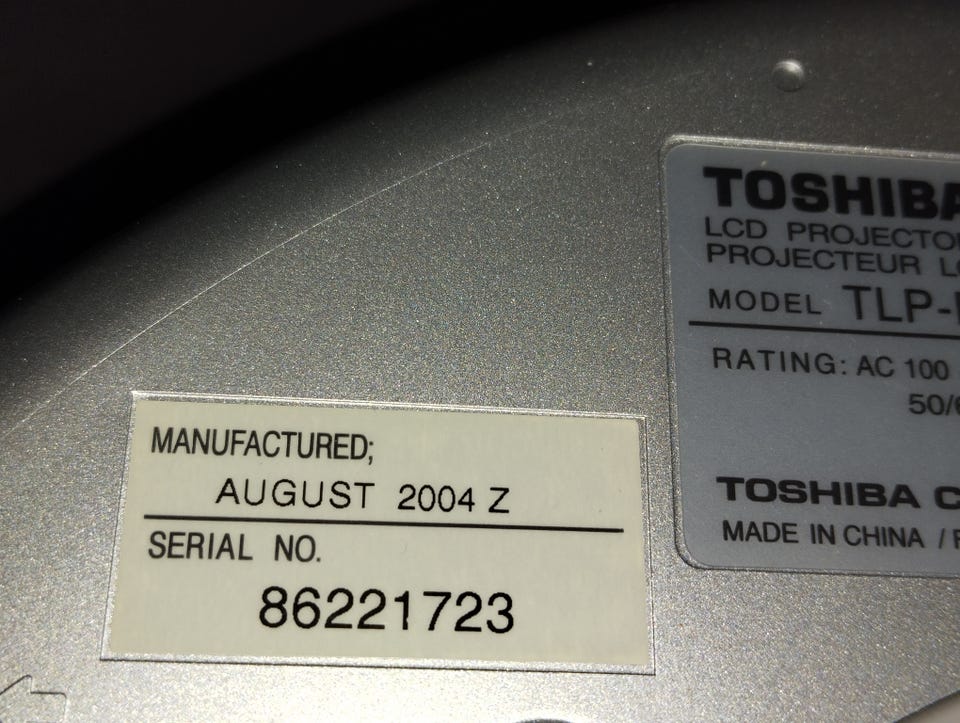 MANUFACTURED;
AUGUST 2004 Z
SERIAL NO.
86221723
TOSHIBA
LCD PROJECTO
PROJECTEUR L
MODEL TLP-
RATING: AC 100
50/6
TOSHIBA C
MADE IN CHINA /